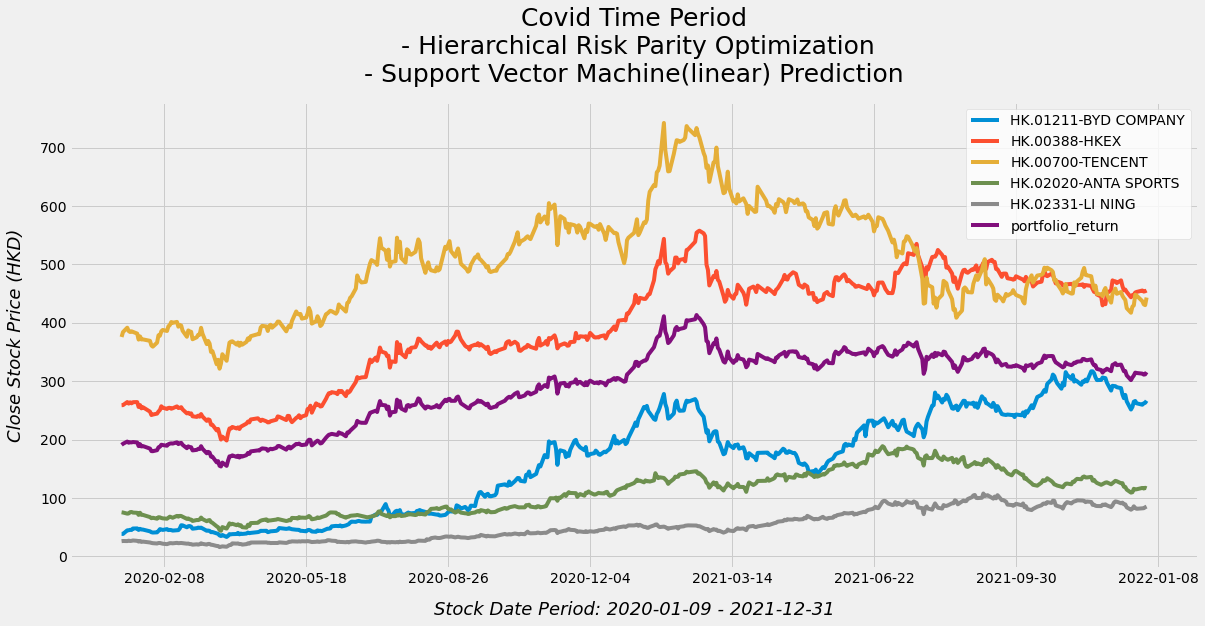 Covid Time Period
- Hierarchical Risk Parity Optimization
- Support Vector Machine(linear) Prediction
HK.01211-BYD COMPANY
HK.00388-HKEX
HK.00700-TENCENT
HK.02020-ANTA SPORTS
HK.02331-LI NING
portfolio_return
Close Stock Price (HKD)
700
600
500
400
300
200
100
0
2020-02-08
2020-05-18
2020-08-26
2020-12-04
2021-03-14
2021-06-22
2021-09-30
2022-01-08
Stock Date Period: 2020-01-09 - 2021-12-31